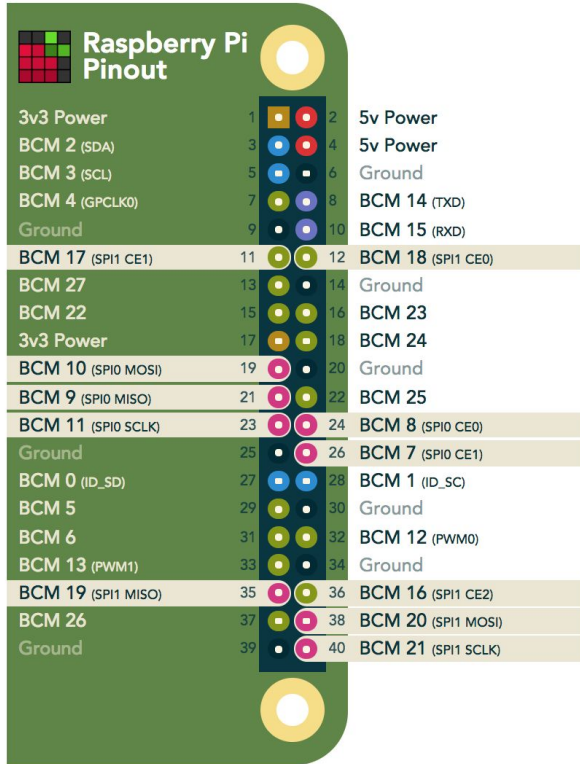 Raspberry Pi
Pinout
3v3 Power 1 2 5v Power
BCM 2 (SDA) 3 4 5v Power
BCM 3 (SCL) 5 6 Ground
BCM 4 (GPCLK0) 7 8 BCM 14 (TXD)
Ground 9 10 BCM 15 (RXD)
BCM 17 (SPI1 CE1) 11 12 BCM 18 (SPI1 CE0)
BCM 27 13 14 Ground
BCM 22 15 16 BCM 23
3v3 Power 17 18 BCM 24
BCM 10 (SPI0 MOSI) 19 20 Ground
BCM 9 (SPI0 MISO) 21 22 BCM 25
BCM 11 (SPI0 SCLK) 23 24 BCM 8 (SPI0 CE0)
Ground 25 26 BCM 7 (SPI0 CE1)
BCM 0 (ID_SD) 27 28 BCM 1 (ID_SC)
BCM 5 29 30 Ground
BCM 6 31 32 BCM 12 (PWM0)
BCM 13 (PWM1) 33 34 Ground
BCM 19 (SPI1 MISO) 35 36 BCM 16 (SPI1 CE2)
BCM 26 37 38 BCM 20 (SPI1 MOSI)
Ground 39 40 BCM 21 (SPI1 SCLK)